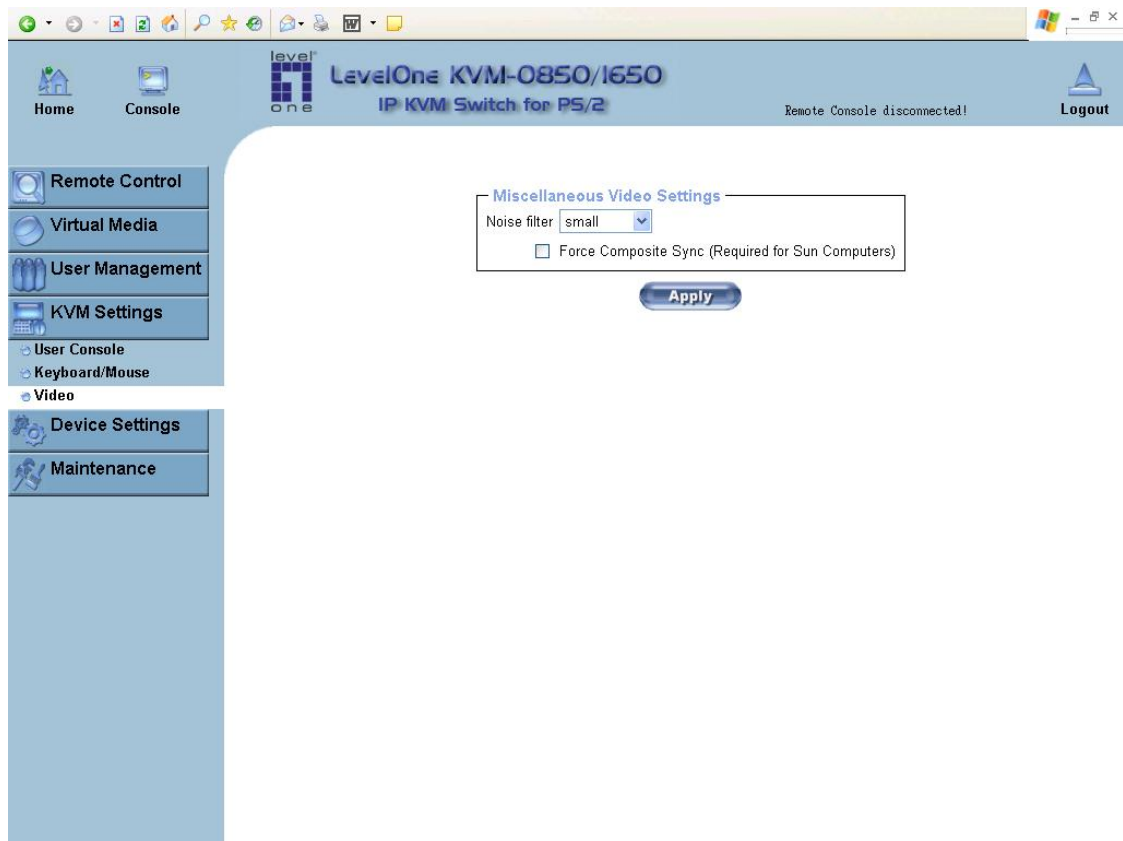 level
one
LevelOne KVM-0850/1650
IP KVM Switch for PS/2
Home
Console
Remote Console disconnected!
Logout
Remote Control
Virtual Media
User Management
KVM Settings
User Console
Keyboard/Mouse
Video
Device Settings
Maintenance
Miscellaneous Video Settings
Noise filter small
Force Composite Sync (Required for Sun Computers)
Apply